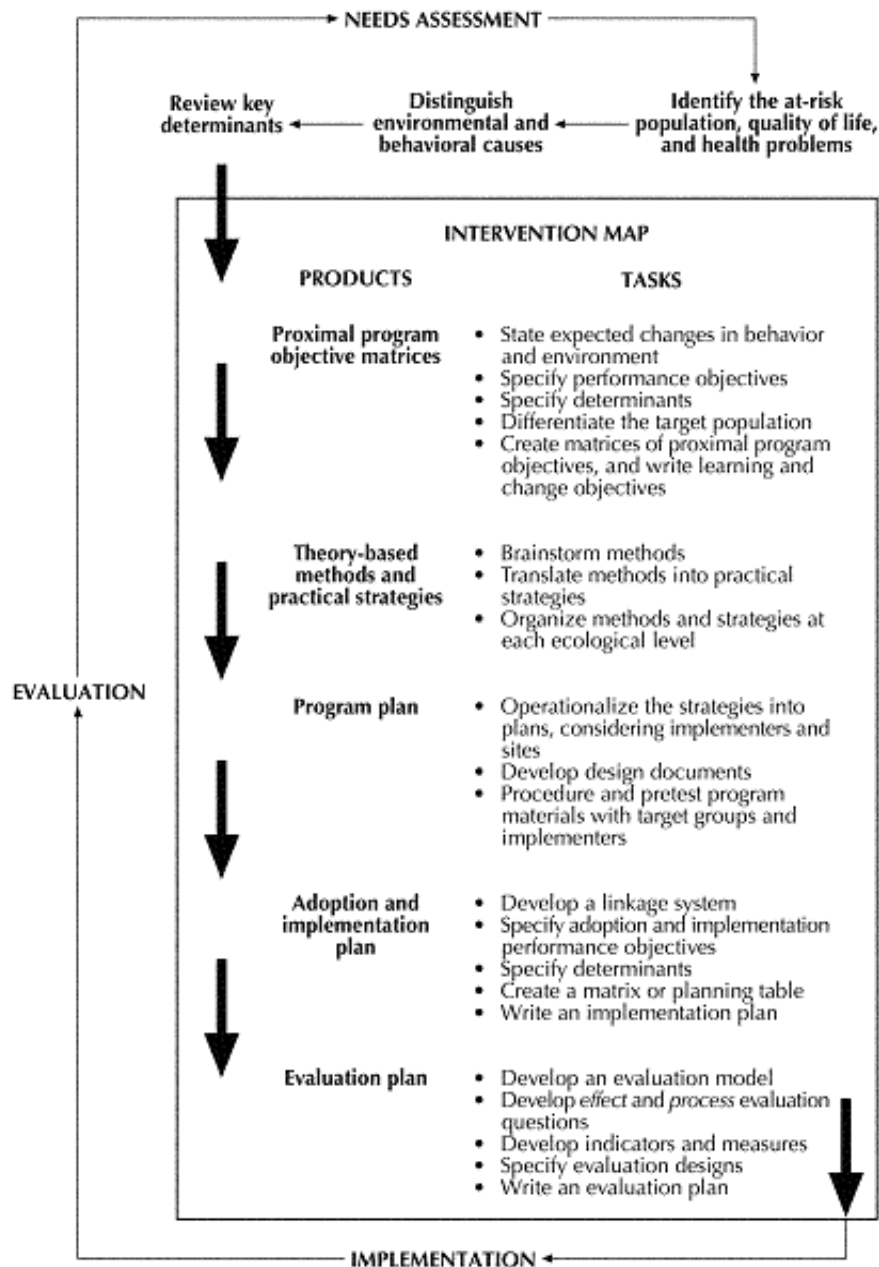 NEEDS ASSESSMENT
Review key
determinants
Distinguish
environmental and
behavioral causes
Identify the at-risk
population, quality of life,
and health problems
INTERVENTION MAP
PRODUCTS
TASKS
Proximal program
objective matrices
• State expected changes in behavior
and environment
• Specify performance objectives
• Specify determinants
• Differentiate the target population
• Create matrices of proximal program
objectives, and write learning and
change objectives
Theory-based
methods and
practical strategies
• Brainstorm methods
• Translate methods into practical
strategies
• Organize methods and strategies at
each ecological level
EVALUATION
Program plan
• Operationalize the strategies into
plans, considering implementers and
sites
• Develop design documents
• Procedure and pretest program
materials with target groups and
implementers
Adoption and
implementation
plan
• Develop a linkage system
• Specify adoption and implementation
performance objectives
• Specify determinants
• Create a matrix or planning table
• Write an implementation plan
Evaluation plan
• Develop an evaluation model
• Develop effect and process evaluation
questions
• Develop indicators and measures
• Specify evaluation designs
• Write an evaluation plan
IMPLEMENTATION